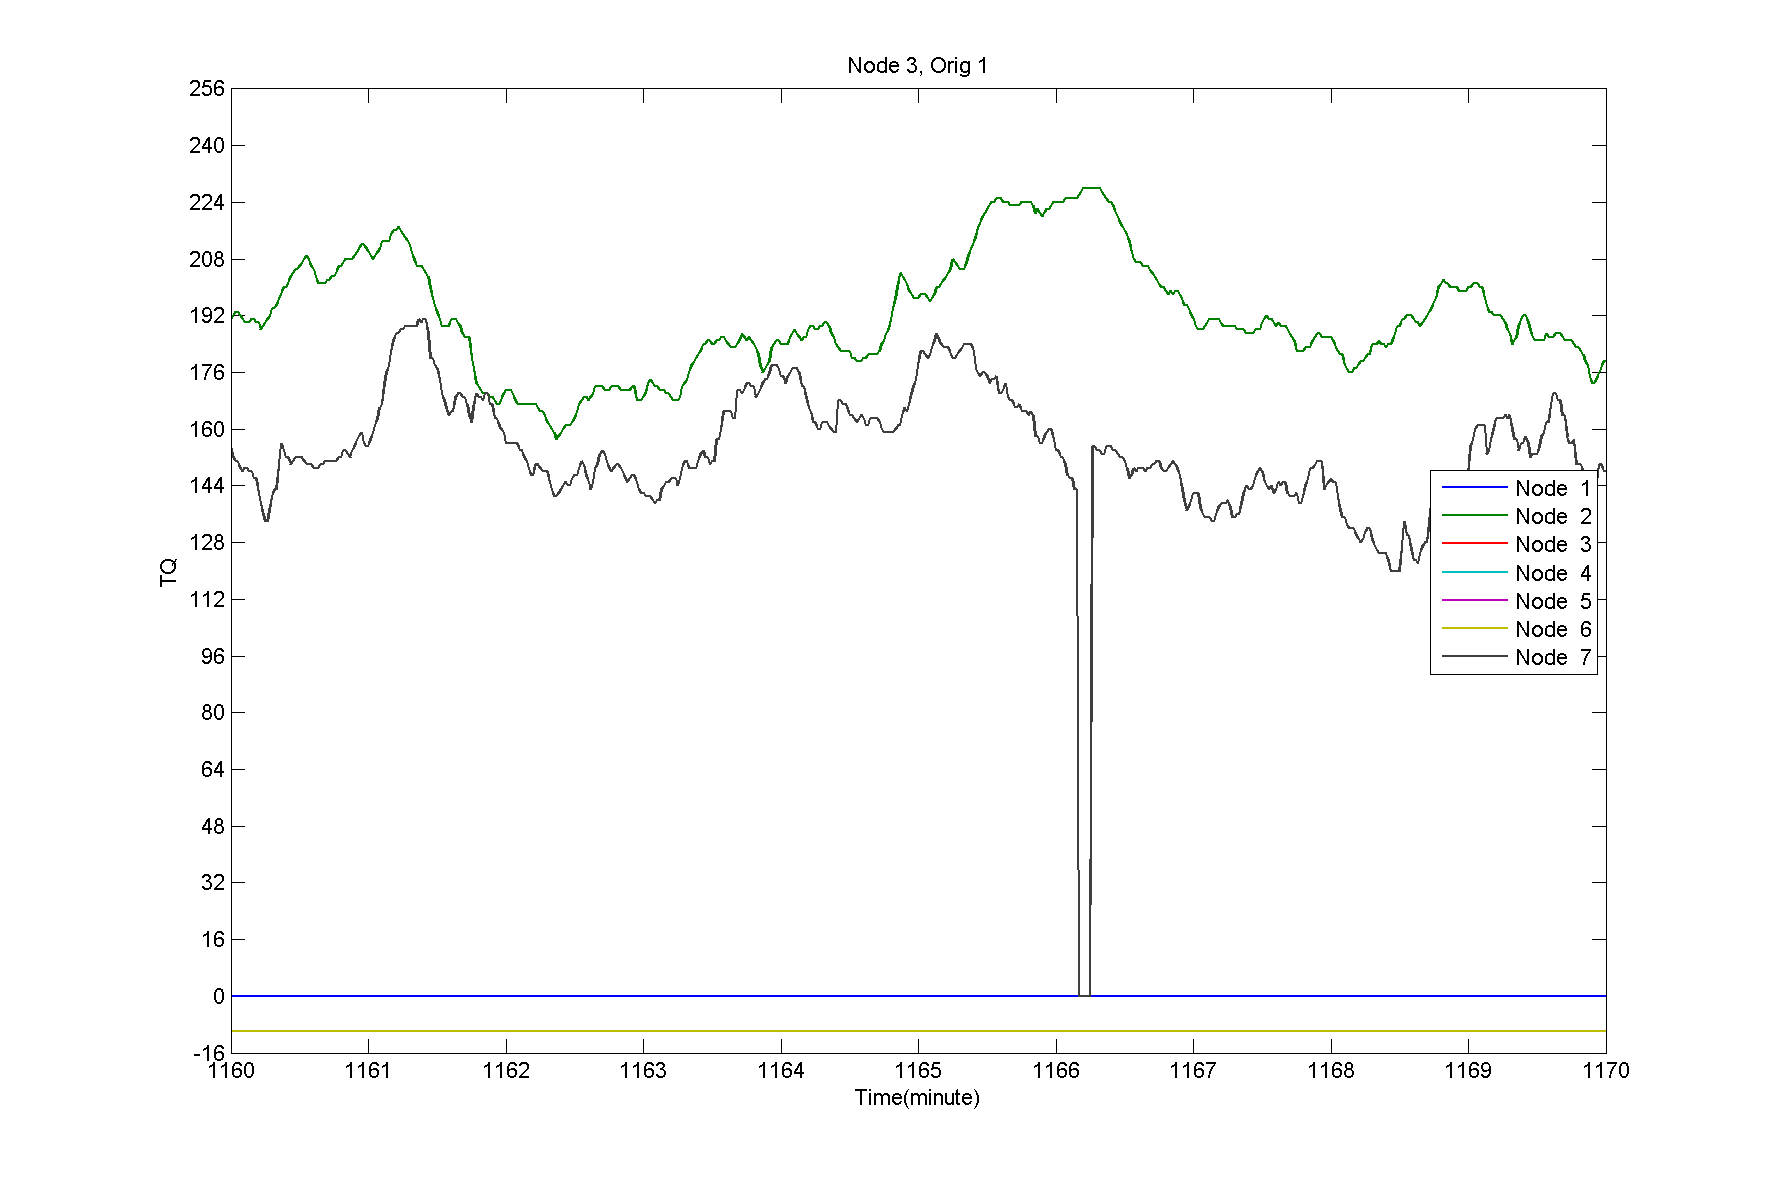 Node 3, Orig 1
256
240
224
208
192
176
160
144
128
112
96
80
64
48
32
16
0
-16
TQ
Node 1
Node 2
Node 3
Node 4
Node 5
Node 6
Node 7
1160 1161 1162 1163 1164 1165 1166 1167 1168 1169 1170
Time(minute)